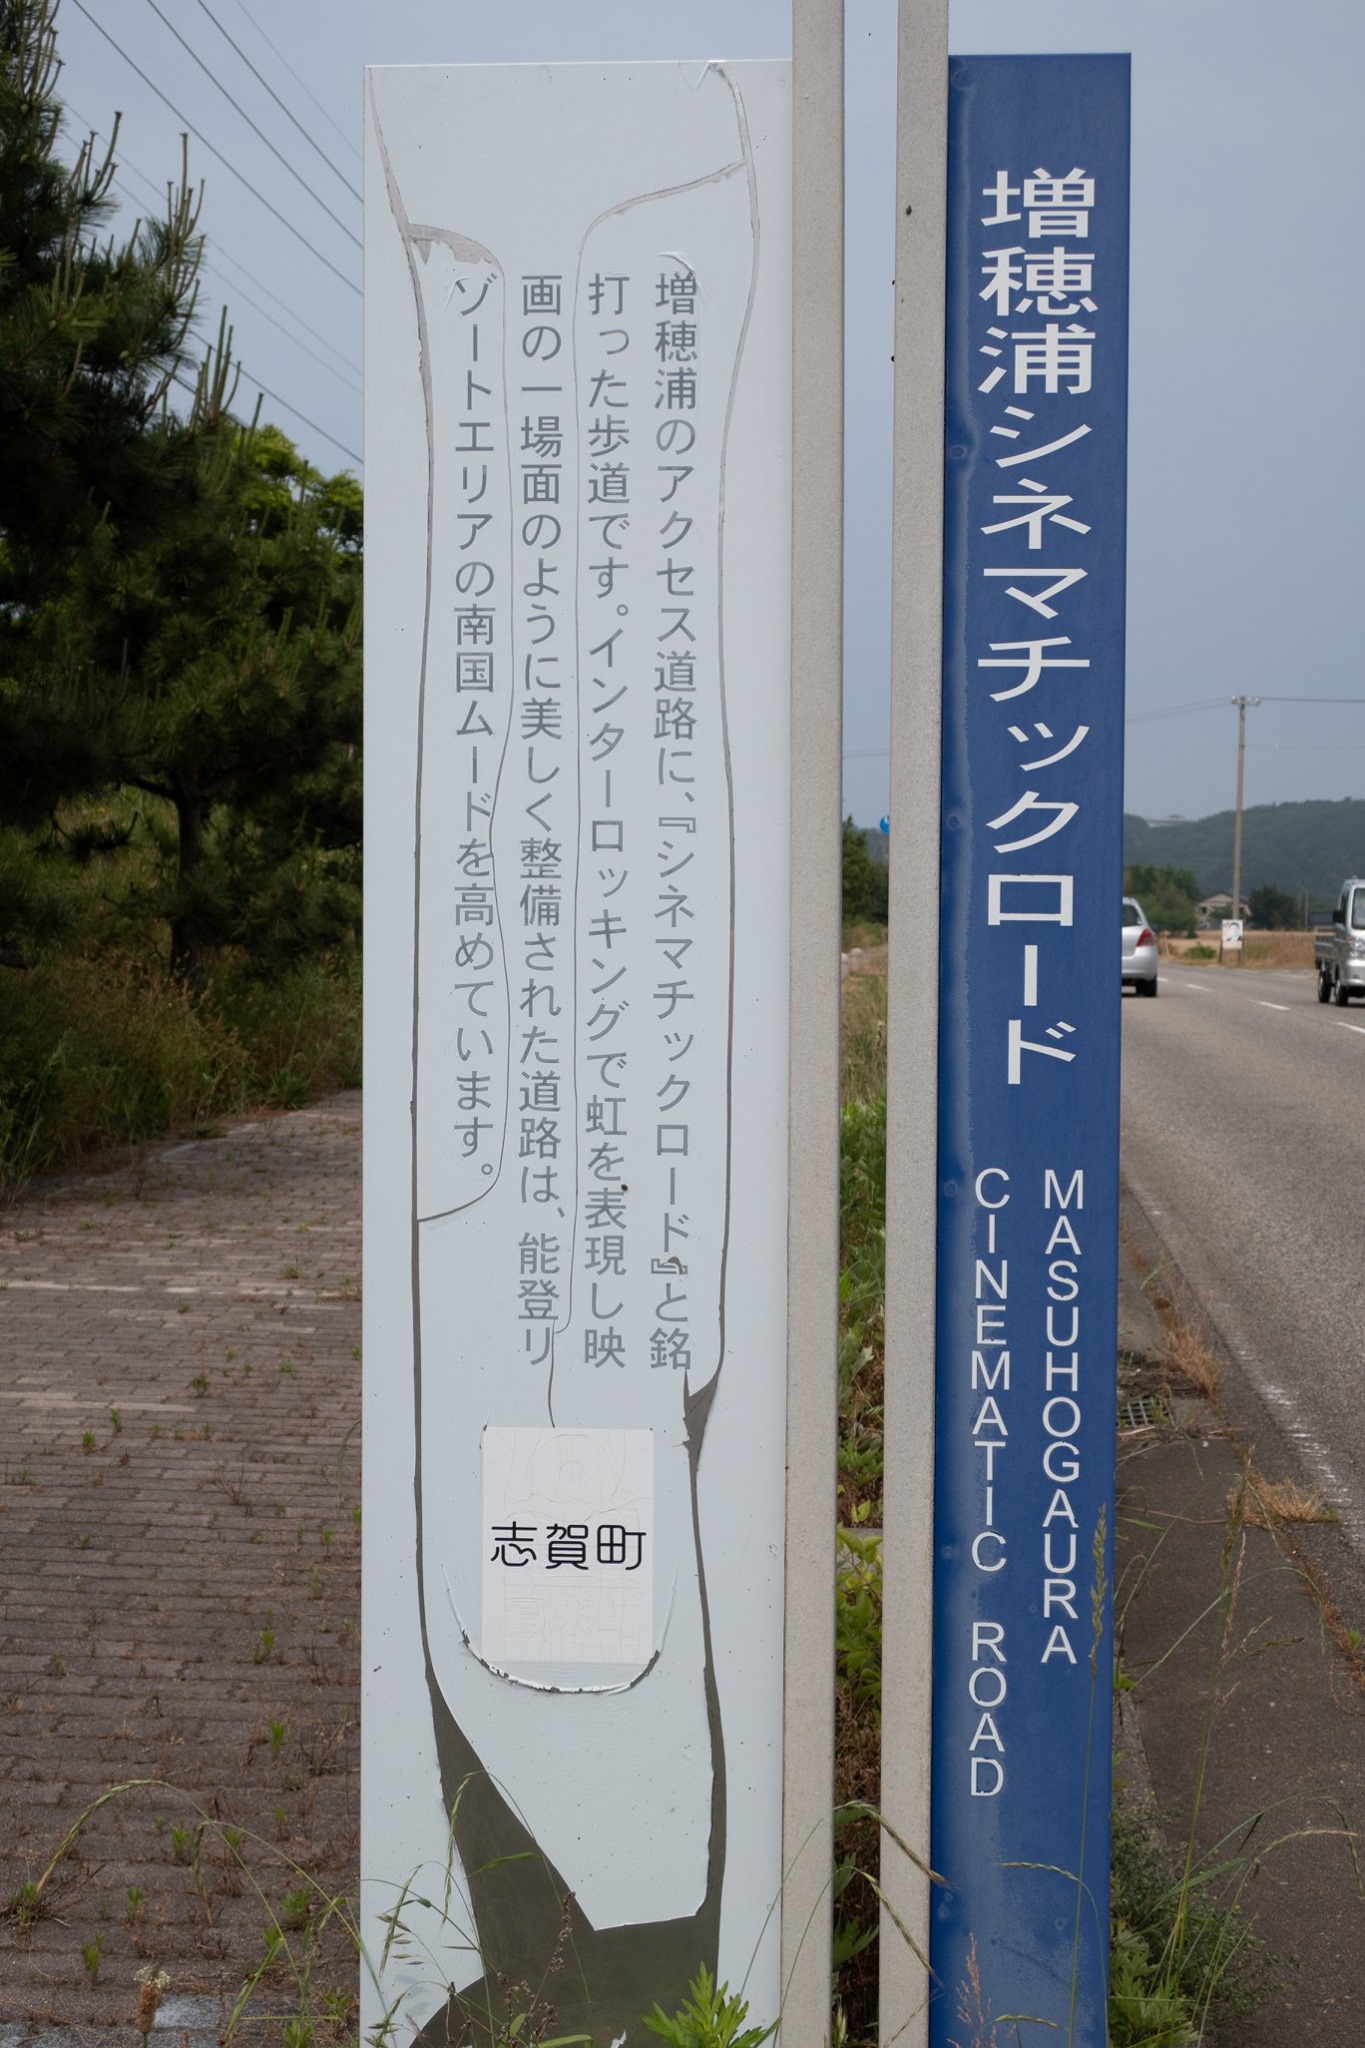 増穂浦シネマチックロード
MASUHOGAURA
CINEMATIC ROAD
増穂浦のアクセス道路に、『シネマチックロード』と銘
打った歩道です。インターロッキングで虹を表現し映
画の一場面のように美しく整備された道路は、能登リ
ゾートエリアの南国ムードを高めています。
志賀町